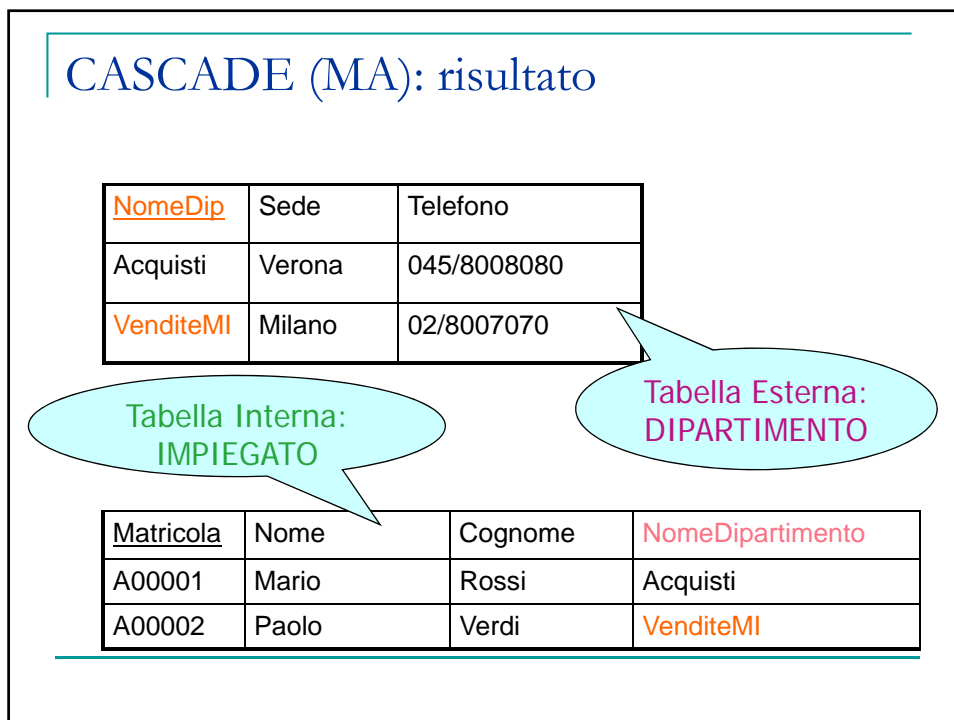 CASCADE (MA): risultato
NomeDip Sede Telefono
Acquisti Verona 045/8008080
VenditeMI Milano 02/8007070
Tabella Esterna:
DIPARTIMENTO
Tabella Interna:
IMPIEGATO
Matricola Nome Cognome NomeDipartimento
A00001 Mario Rossi Acquisti
A00002 Paolo Verdi VenditeMI